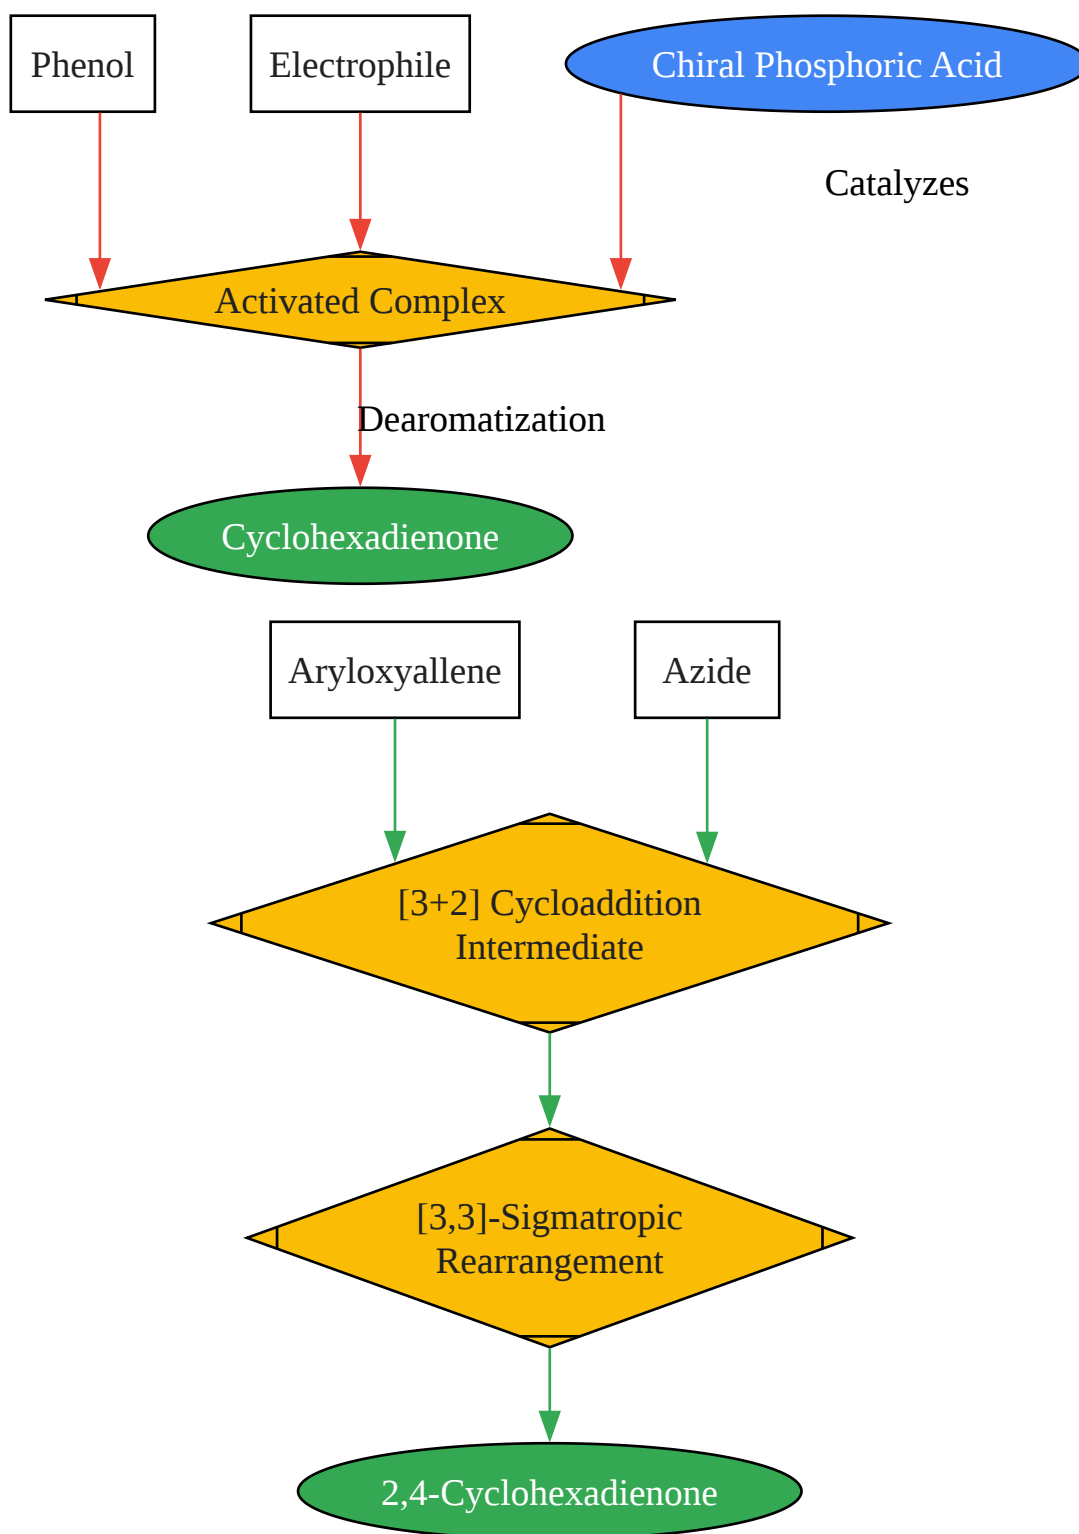 Phenol
Electrophile
Chiral Phosphoric Acid
Catalyzes
Activated Complex
Dearomatization
Cyclohexadienone
Aryloxyallene
Azide
[3+2] Cycloaddition
Intermediate
[3,3]-Sigmatropic
Rearrangement
2,4-Cyclohexadienone